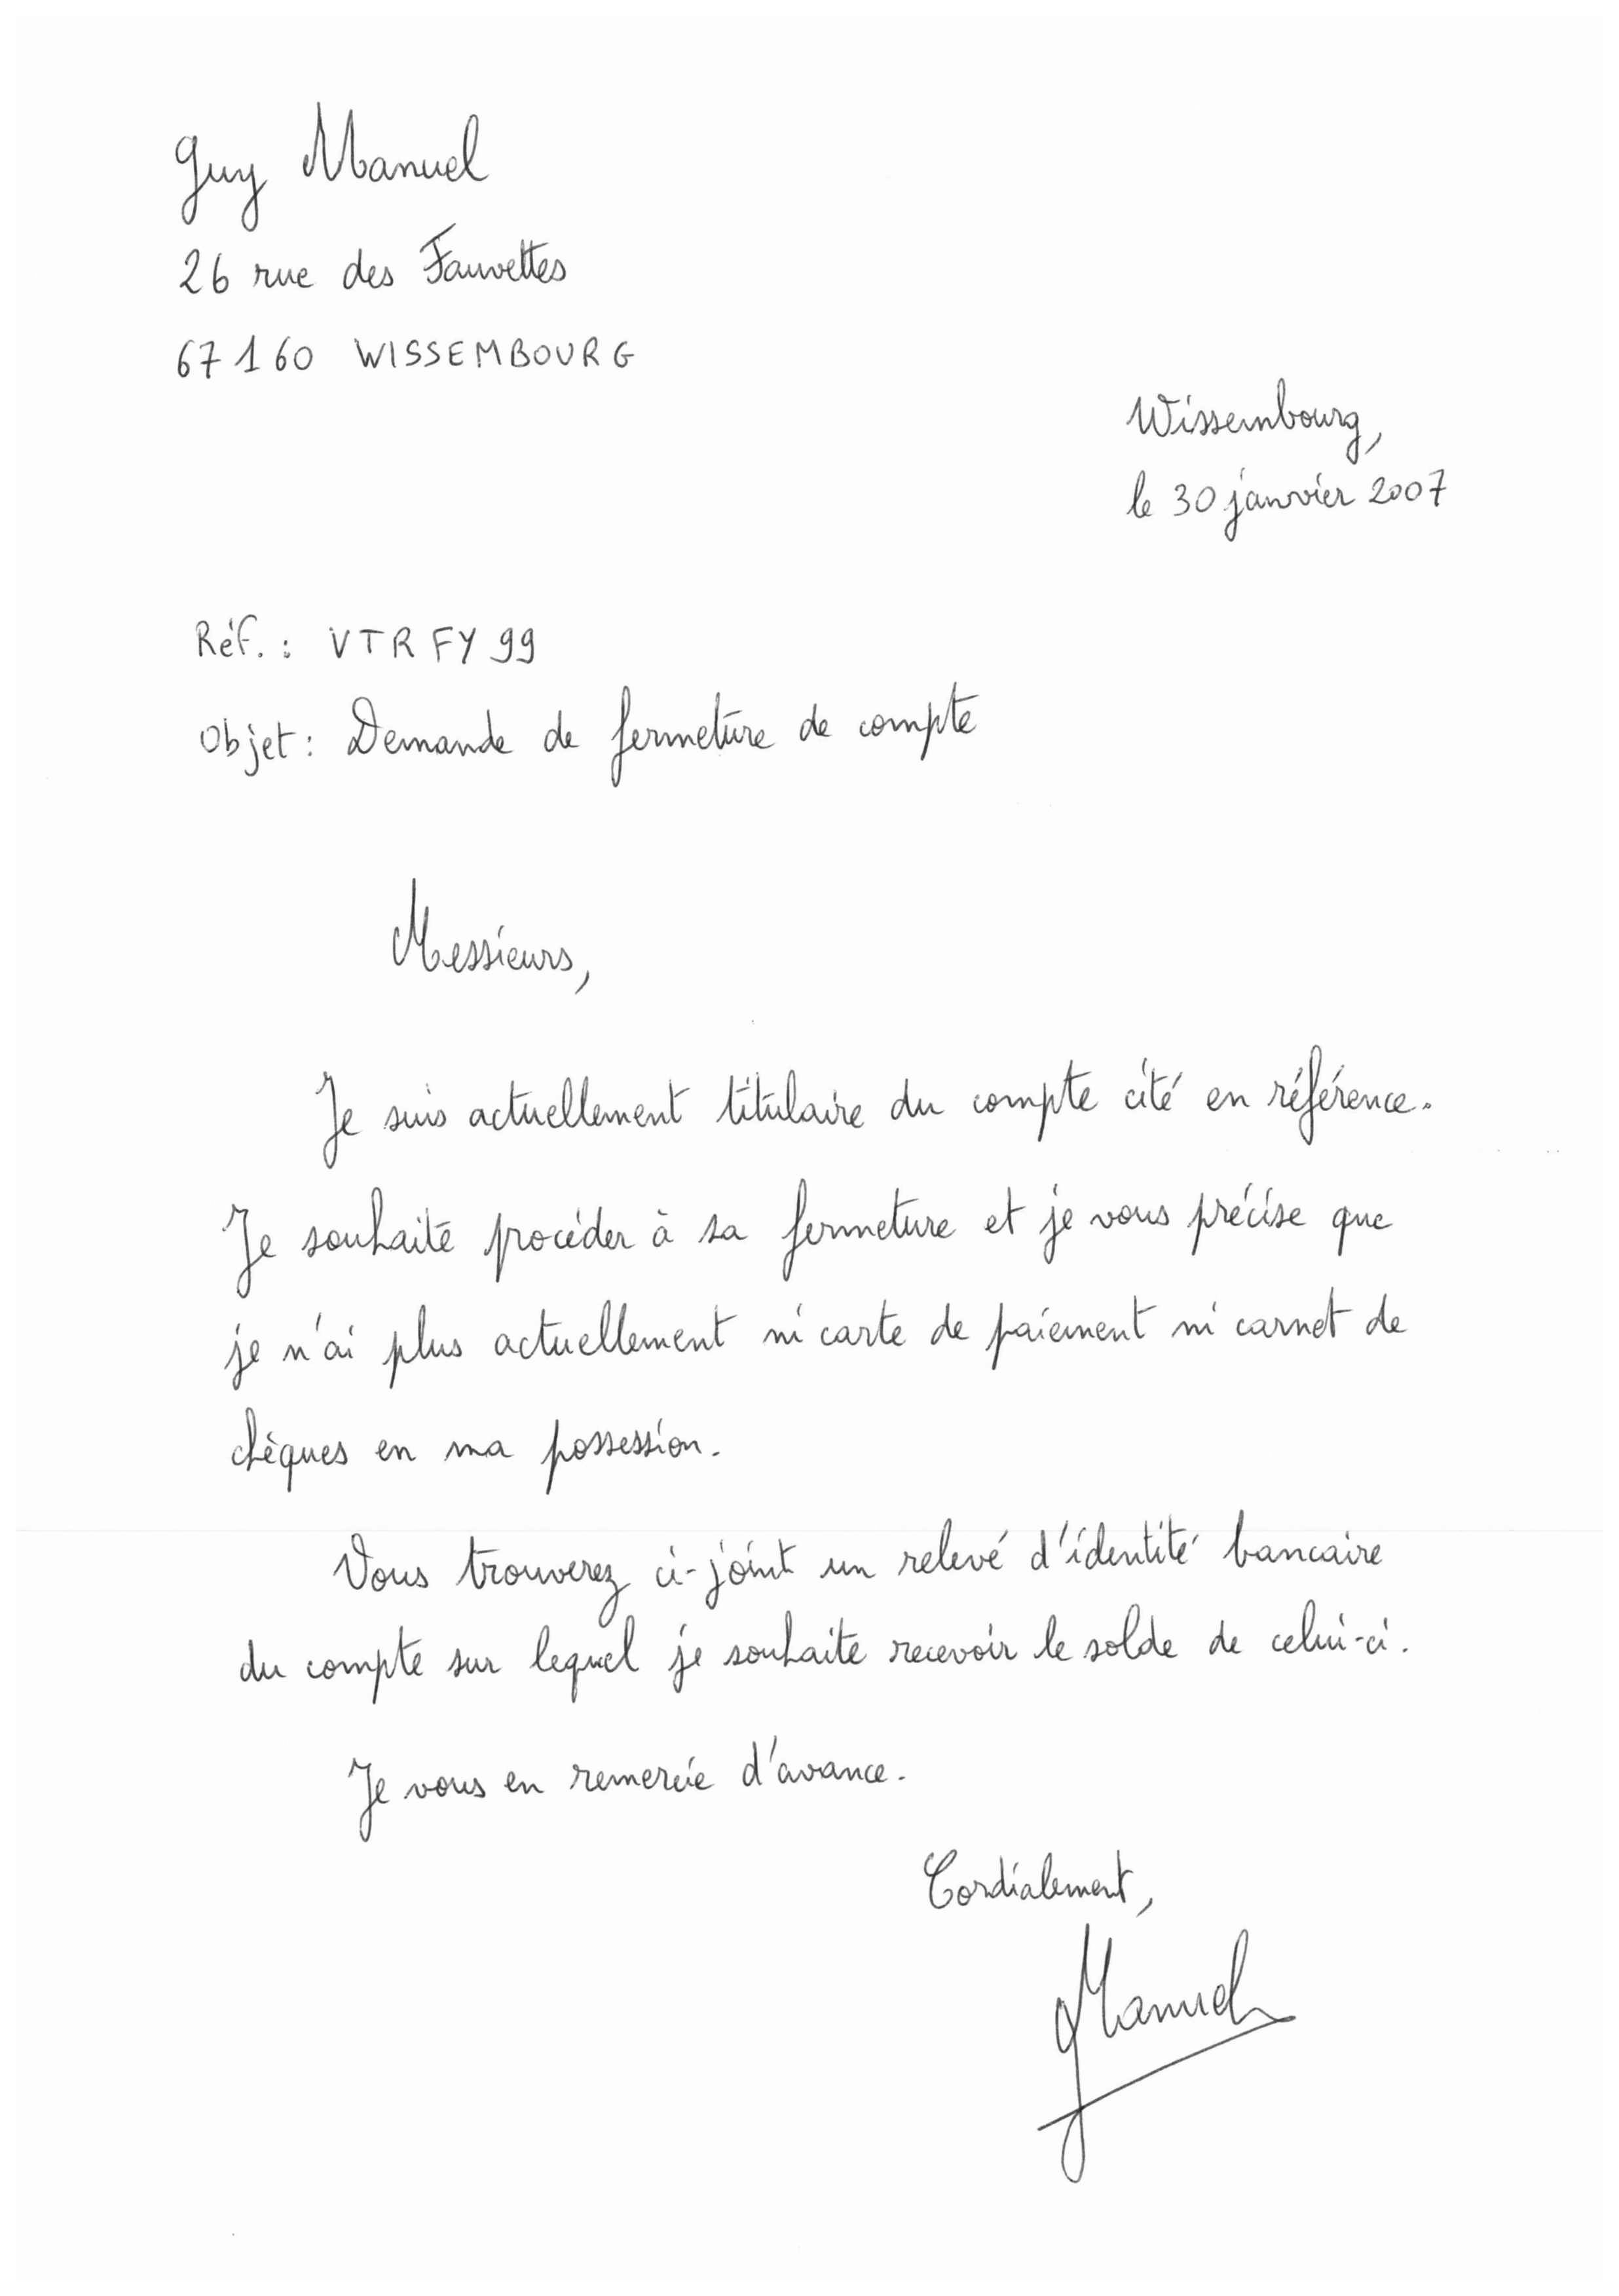 Guy Manuel
26 rue des Fauvettes
67160 WISSEMBOURG
Wissembourg,
le 30 janvier 2007
Réf. : VTRFY99
Objet : Demande de fermeture de compte
Messieurs,
Je suis actuellement titulaire du compte cité en référence.
Je souhaite procéder à sa fermeture et je vous précise que
je n'ai plus actuellement ni carte de paiement ni carnet de
chèques en ma possession.
Vous trouverez ci-joint un relevé d'identité bancaire
du compte sur lequel je souhaite recevoir le solde de celui-ci.
Je vous en remercie d'avance.
Cordialement,
Manuel